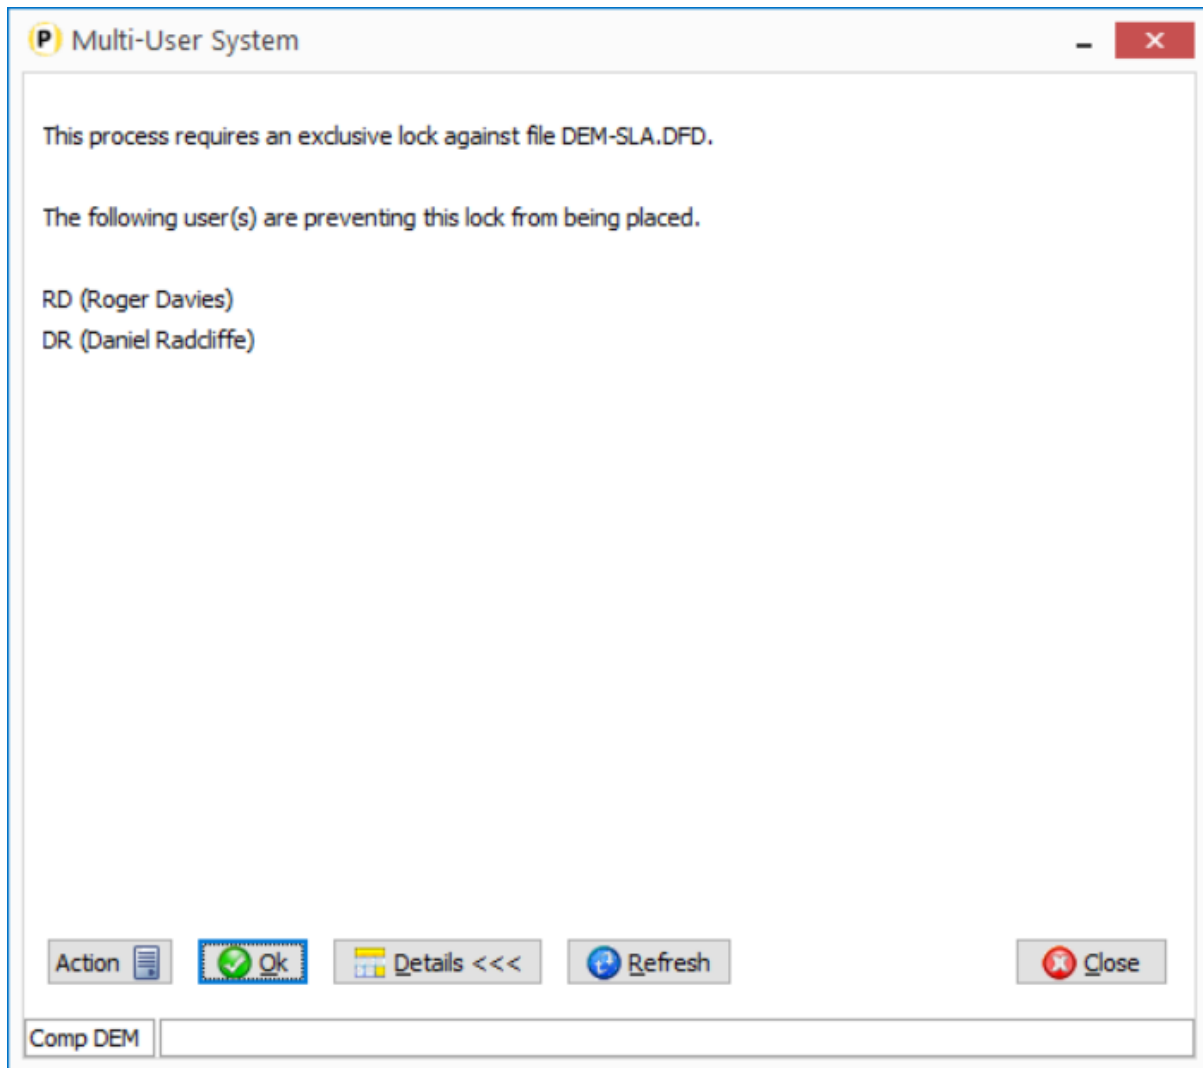 P Multi-User System
This process requires an exclusive lock against file DEM-SLA.DFD.
The following user(s) are preventing this lock from being placed.
RD (Roger Davies)
DR (Daniel Radcliffe)
Action Ok Details <<< Refresh Close
Comp DEM